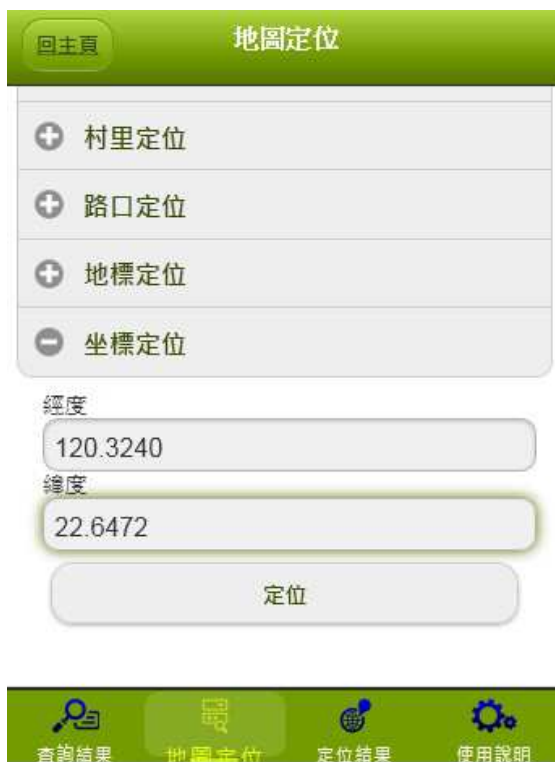 回主頁
地圖定位
村里定位
路口定位
地標定位
坐標定位
經度
120.3240
緯度
22.6472
定位
查詢結果
地圖定位
定位結果
使用說明